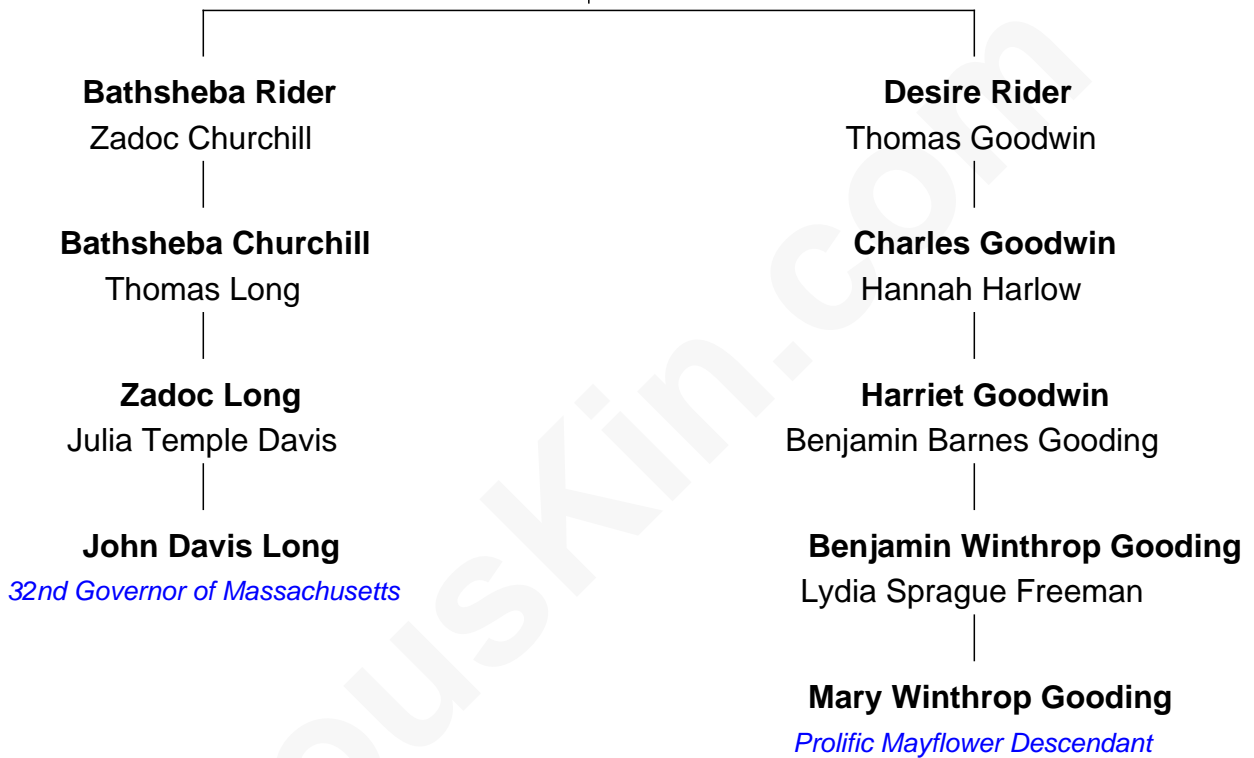 Bathsheba Rider
Zadoc Churchill
Bathsheba Churchill
Thomas Long
Zadoc Long
Julia Temple Davis
John Davis Long
32nd Governor of Massachusetts
Desire Rider
Thomas Goodwin
Charles Goodwin
Hannah Harlow
Harriet Goodwin
Benjamin Barnes Gooding
Benjamin Winthrop Gooding
Lydia Sprague Freeman
Mary Winthrop Gooding
Prolific Mayflower Descendant
ousKin.com